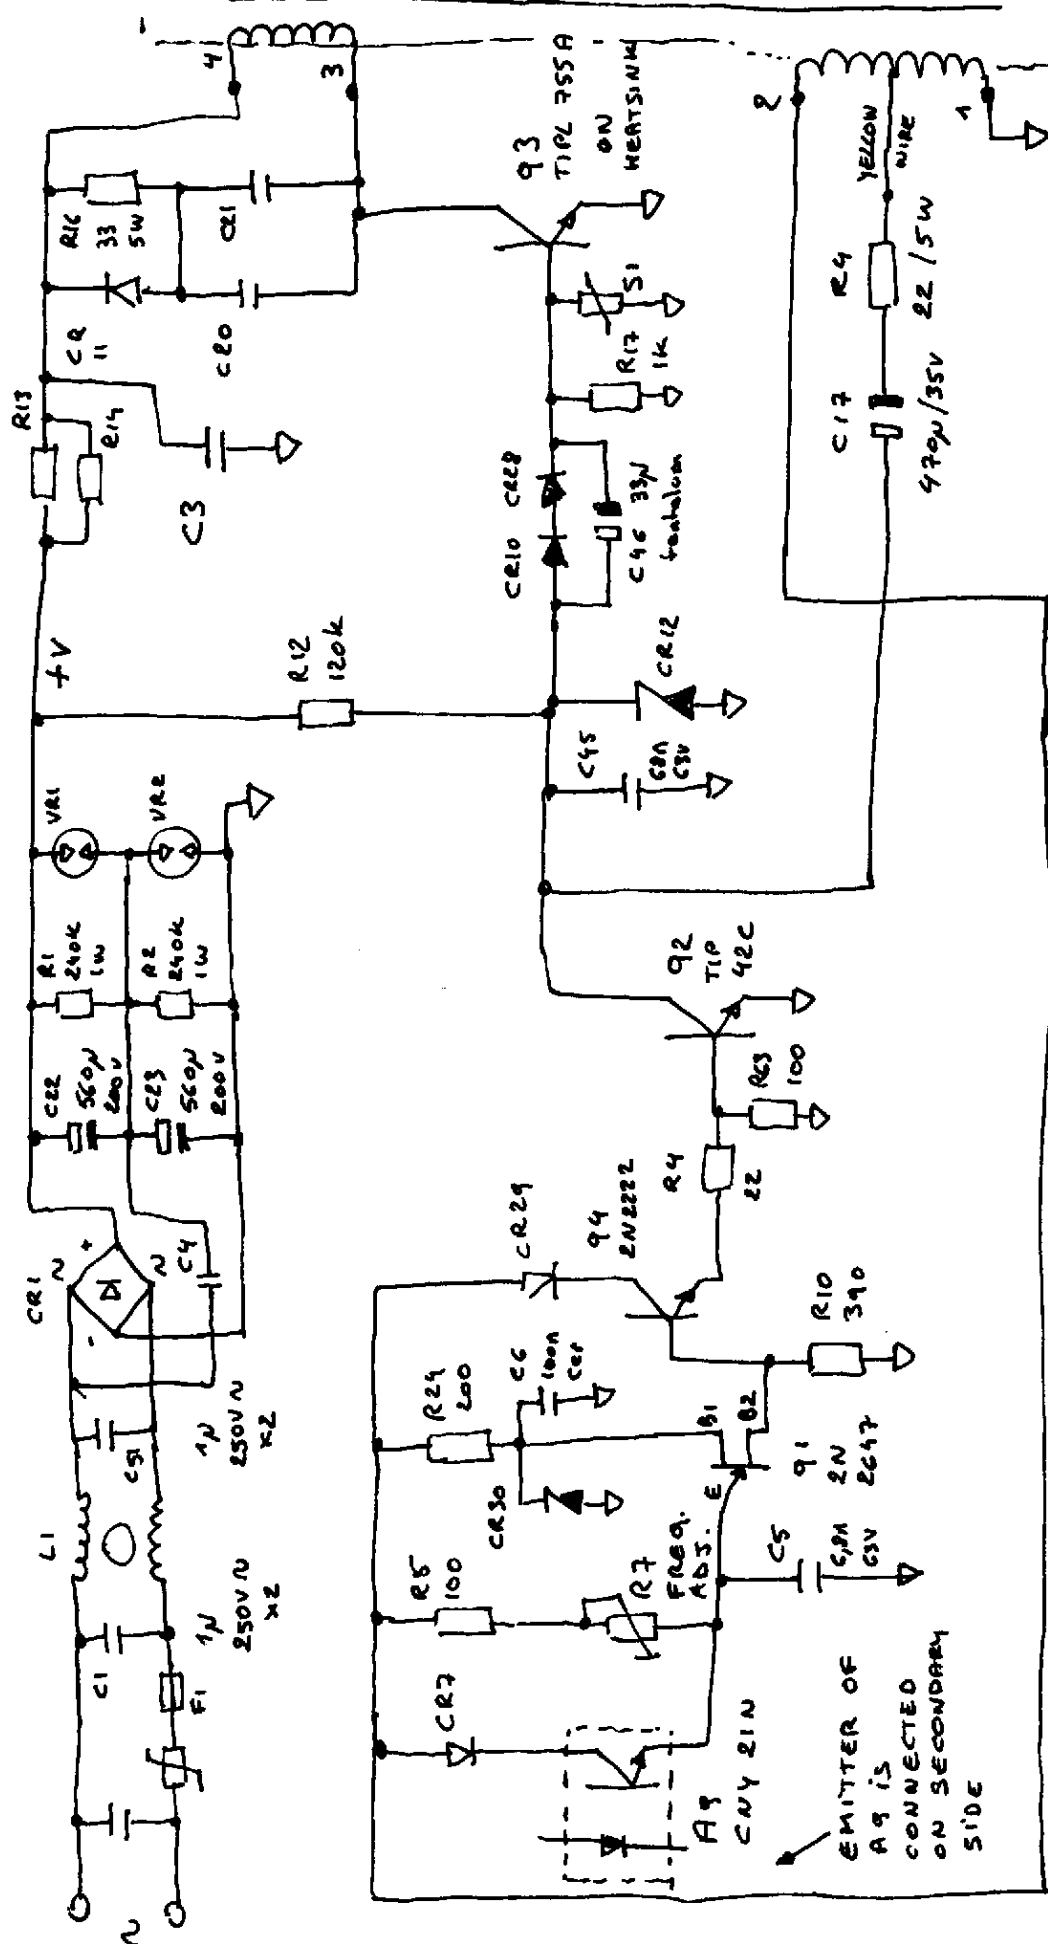 ~
F1
C1
1µ
250V~
x2
L1
C51
1µ
250V~
x2
CR1
~
+
-
~
C4
C22
560µ
200V
C23
560µ
200V
R1
240k
1W
R2
240k
1W
VR1
VR2
+V
R13
R14
C3
CR
11
R16
33
5W
C20
C21
4
3
R12
120k
C45
68n
63V
CR12
CR10
CR28
C46
33µ
tantalum
R17
1k
S1
Q3
TIPL 755A
ON
HEATSINK
2
1
YELLOW
WIRE
R4
22/5W
C17
470µ/35V
Q2
TIP
42C
R63
100
R4
22
Q4
2N2222
CR29
R10
390
R29
200
C6
100n
Cer
CR30
B1
B2
E
Q1
2N
2647
R5
100
R7
FREQ.
ADJ.
C5
6,8n
63V
CR7
A9
CNY 21N
EMITTER OF
A9 IS
CONNECTED
ON SECONDARY
SIDE